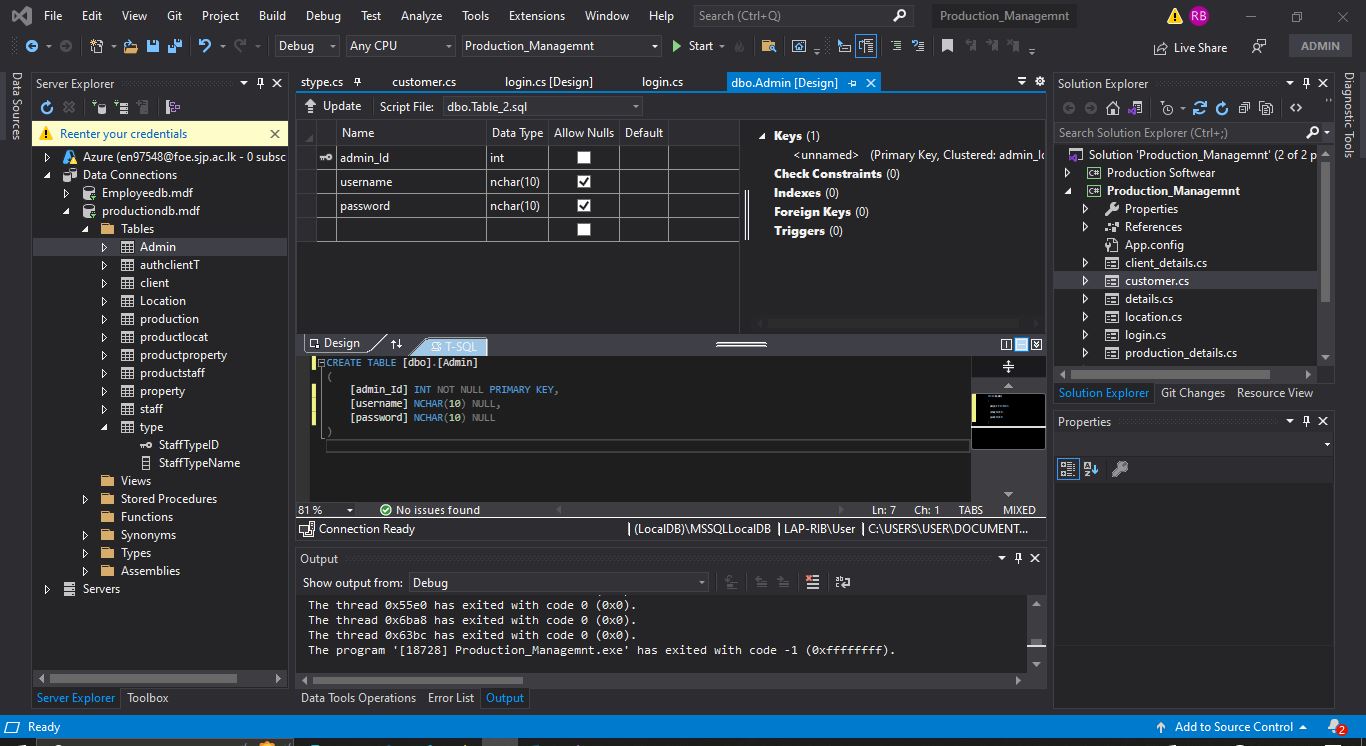 File Edit View Git Project Build Debug Test Analyze Tools Extensions Window Help Search (Ctrl+Q) Production_Managemnt RB
Debug Any CPU Production_Managemnt Start Live Share ADMIN
Data Sources
Server Explorer
Reenter your credentials
Azure (en97548@foe.sjp.ac.lk - 0 subsc
Data Connections
Employeedb.mdf
productiondb.mdf
Tables
Admin
authclientT
client
Location
production
productlocat
productproperty
productstaff
property
staff
type
StaffTypeID
StaffTypeName
Views
Stored Procedures
Functions
Synonyms
Types
Assemblies
Servers
Server Explorer Toolbox
stype.cs customer.cs login.cs [Design] login.cs dbo.Admin [Design]
Update Script File: dbo.Table_2.sql
Name Data Type Allow Nulls Default
admin_Id int
username nchar(10)
password nchar(10)
Keys (1)
<unnamed> (Primary Key, Clustered: admin_Id
Check Constraints (0)
Indexes (0)
Foreign Keys (0)
Triggers (0)
Design T-SQL
CREATE TABLE [dbo].[Admin]
(
[admin_Id] INT NOT NULL PRIMARY KEY,
[username] NCHAR(10) NULL,
[password] NCHAR(10) NULL
)
81 % No issues found Ln: 7 Ch: 1 TABS MIXED
Connection Ready (LocalDB)\MSSQLLocalDB LAP-RIB\User C:\USERS\USER\DOCUMENT...
Output
Show output from: Debug
The thread 0x55e0 has exited with code 0 (0x0).
The thread 0x6ba8 has exited with code 0 (0x0).
The thread 0x63bc has exited with code 0 (0x0).
The program '[18728] Production_Managemnt.exe' has exited with code -1 (0xffffffff).
Data Tools Operations Error List Output
Solution Explorer
Search Solution Explorer (Ctrl+;)
Solution 'Production_Managemnt' (2 of 2 p
Production Softwear
Production_Managemnt
Properties
References
App.config
client_details.cs
customer.cs
details.cs
location.cs
login.cs
production_details.cs
Solution Explorer Git Changes Resource View
Properties
Diagnostic Tools
Ready Add to Source Control 2